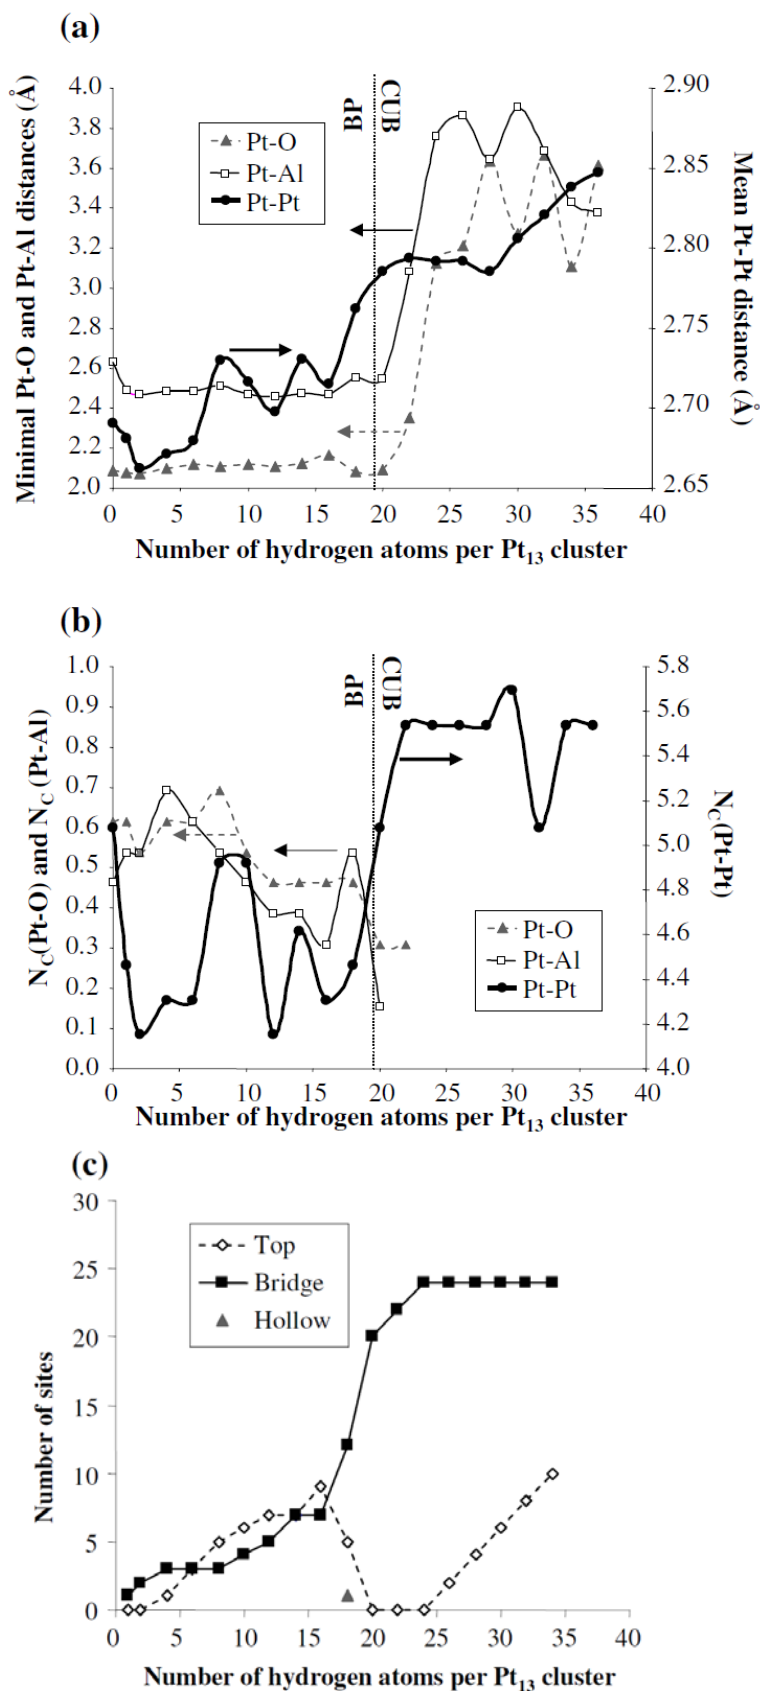 (a)
Minimal Pt-O and Pt-Al distances (Å)
4.0
3.8
3.6
3.4
3.2
3.0
2.8
2.6
2.4
2.2
2.0
Pt-O
Pt-Al
Pt-Pt
BP
CUB
2.90
2.85
2.80
2.75
2.70
2.65
Mean Pt-Pt distance (Å)
0 5 10 15 20 25 30 35 40
Number of hydrogen atoms per Pt13 cluster
(b)
NC(Pt-O) and NC(Pt-Al)
1.0
0.9
0.8
0.7
0.6
0.5
0.4
0.3
0.2
0.1
0.0
BP
CUB
Pt-O
Pt-Al
Pt-Pt
5.8
5.6
5.4
5.2
5.0
4.8
4.6
4.4
4.2
4.0
NC(Pt-Pt)
0 5 10 15 20 25 30 35 40
Number of hydrogen atoms per Pt13 cluster
(c)
Number of sites
30
25
20
15
10
5
0
Top
Bridge
Hollow
0 5 10 15 20 25 30 35 40
Number of hydrogen atoms per Pt13 cluster